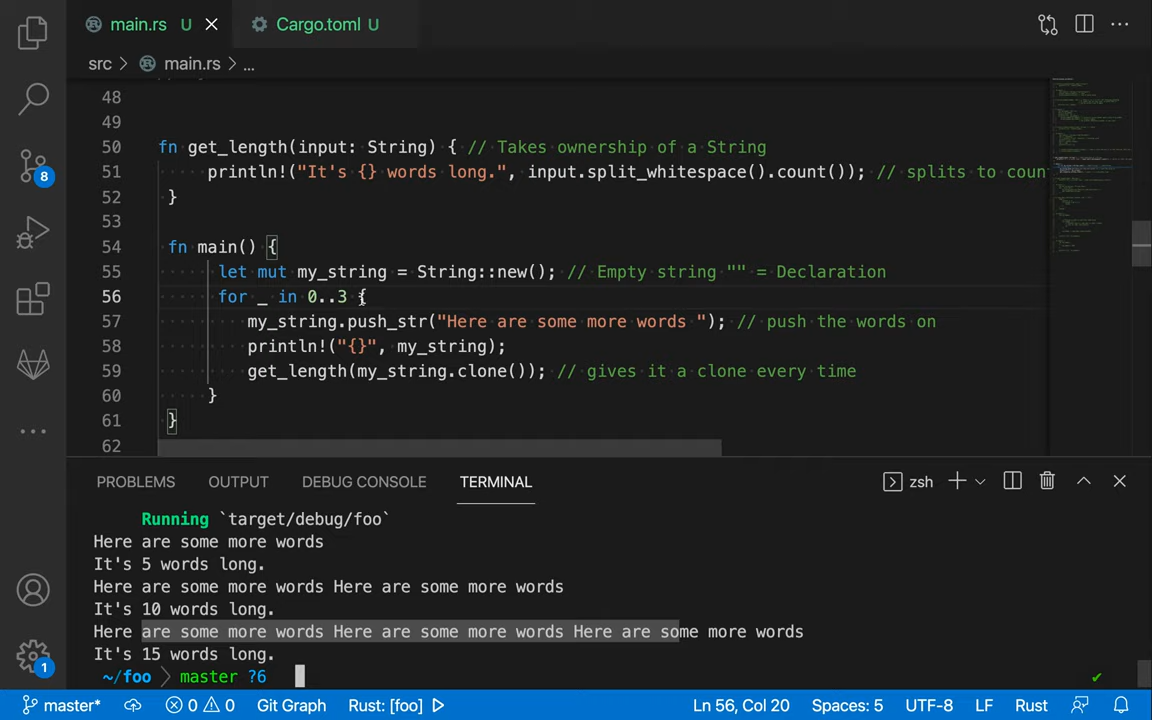 main.rs U Cargo.toml U
src > main.rs > ...
48
49
50 fn get_length(input: String) { // Takes ownership of a String
51 println!("It's {} words long.", input.split_whitespace().count()); // splits to coun
52 }
53
54 fn main() {
55 let mut my_string = String::new(); // Empty string "" = Declaration
56 for _ in 0..3 {
57 my_string.push_str("Here are some more words "); // push the words on
58 println!("{}", my_string);
59 get_length(my_string.clone()); // gives it a clone every time
60 }
61 }
62
8
1
PROBLEMS OUTPUT DEBUG CONSOLE TERMINAL zsh
Running `target/debug/foo`
Here are some more words
It's 5 words long.
Here are some more words Here are some more words
It's 10 words long.
Here are some more words Here are some more words Here are some more words
It's 15 words long.
~/foo > master ?6 ✔
master* 0 0 Git Graph Rust: [foo] Ln 56, Col 20 Spaces: 5 UTF-8 LF Rust